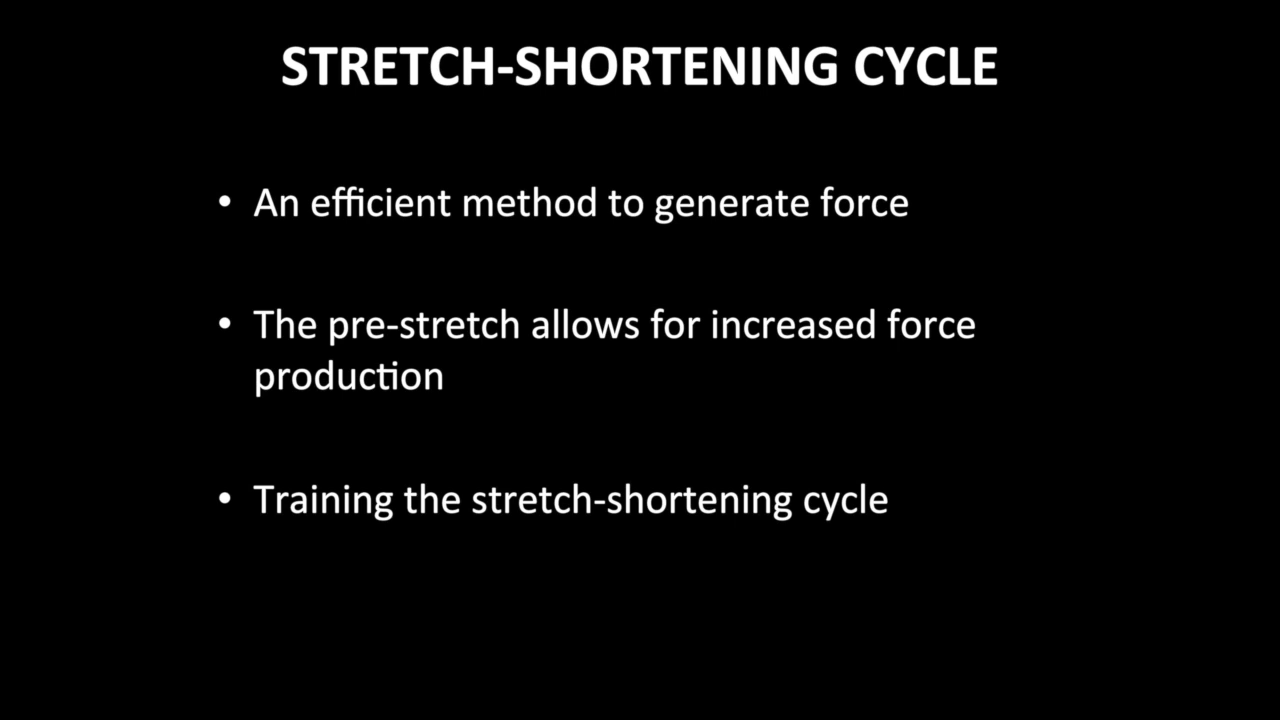 STRETCH-SHORTENING CYCLE
• An efficient method to generate force
• The pre-stretch allows for increased force
production
• Training the stretch-shortening cycle